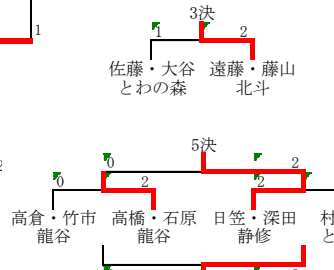 3決
1
1 2
佐藤・大谷 遠藤・藤山
とわの森 北斗
5決
0 2
0 2 2
高倉・竹市 高橋・石原 日笠・深田 村
龍谷 龍谷 静修 と